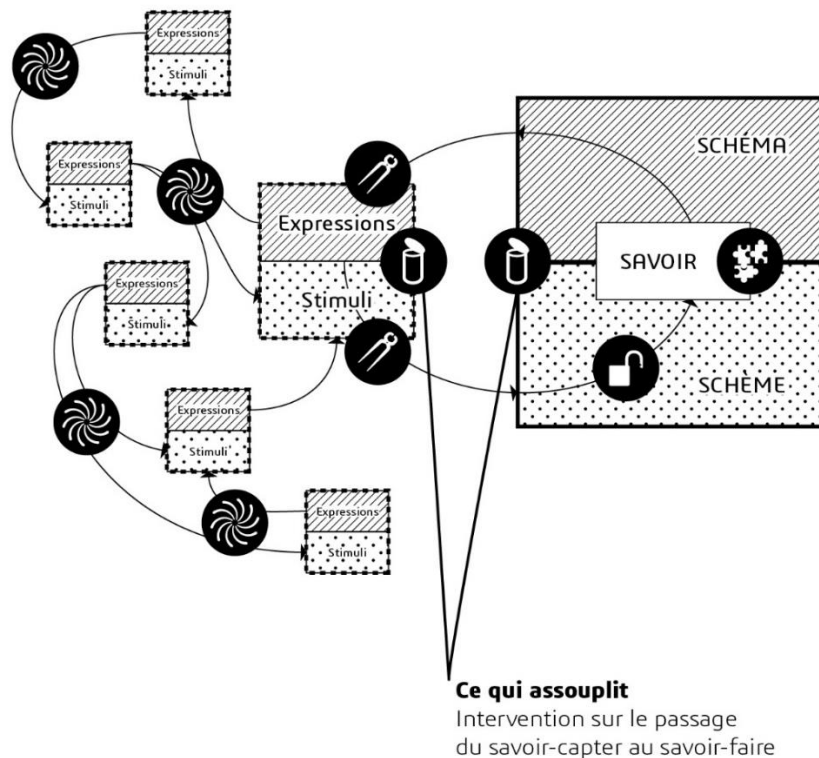 Expressions
Stimuli
Expressions
Stimuli
Expressions
Stimuli
SCHÉMA
SAVOIR
SCHÈME
Expressions
Stimuli
Expressions
Stimuli
Expressions
Stimuli
Ce qui assouplit
Intervention sur le passage
du savoir-capter au savoir-faire